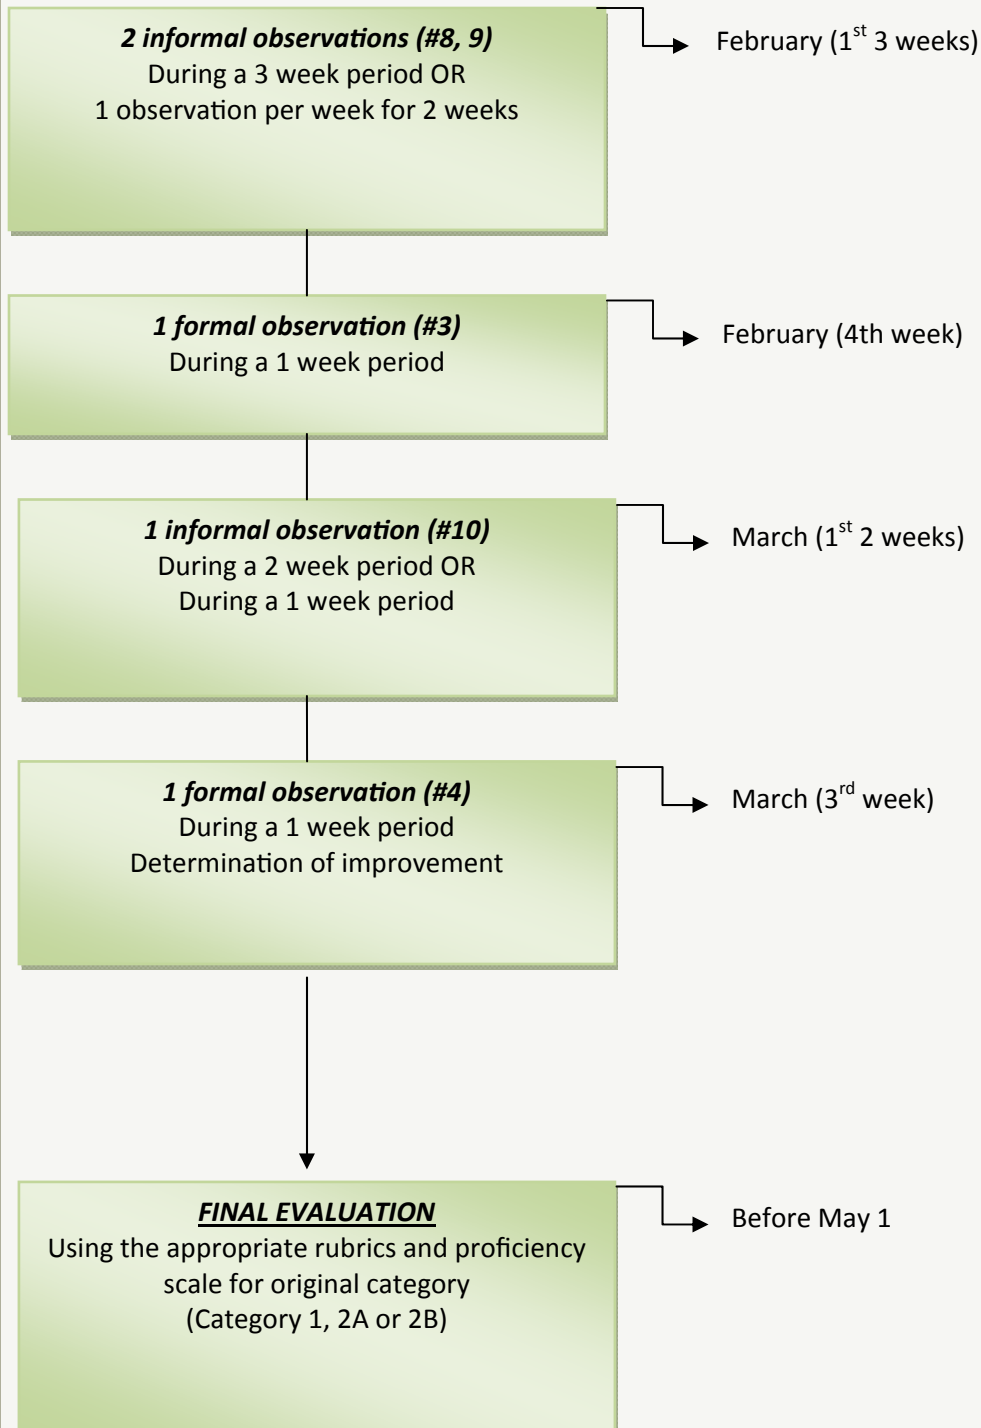 2 informal observations (#8, 9)
During a 3 week period OR
1 observation per week for 2 weeks
February (1st 3 weeks)
1 formal observation (#3)
During a 1 week period
February (4th week)
1 informal observation (#10)
During a 2 week period OR
During a 1 week period
March (1st 2 weeks)
1 formal observation (#4)
During a 1 week period
Determination of improvement
March (3rd week)
FINAL EVALUATION
Using the appropriate rubrics and proficiency
scale for original category
(Category 1, 2A or 2B)
Before May 1